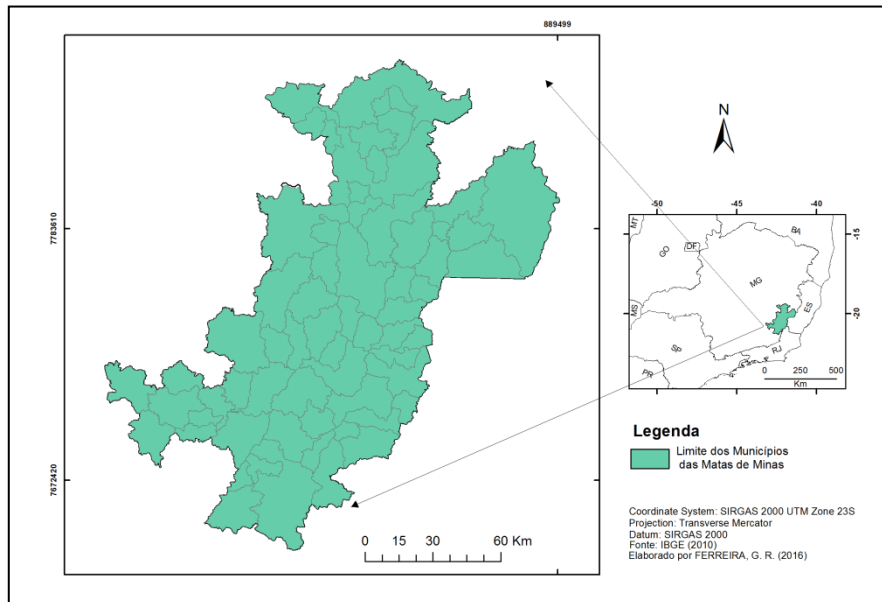 889499
7783610
7672420
0 15 30 60 Km
N
-50 -45 -40
-15
-20
MT
GO
DF
BA
MG
ES
MS
SP
RJ
PR
0 250 500
Km
Legenda
Limite dos Municípios
das Matas de Minas
Coordinate System: SIRGAS 2000 UTM Zone 23S
Projection: Transverse Mercator
Datum: SIRGAS 2000
Fonte: IBGE (2010)
Elaborado por FERREIRA, G. R. (2016)